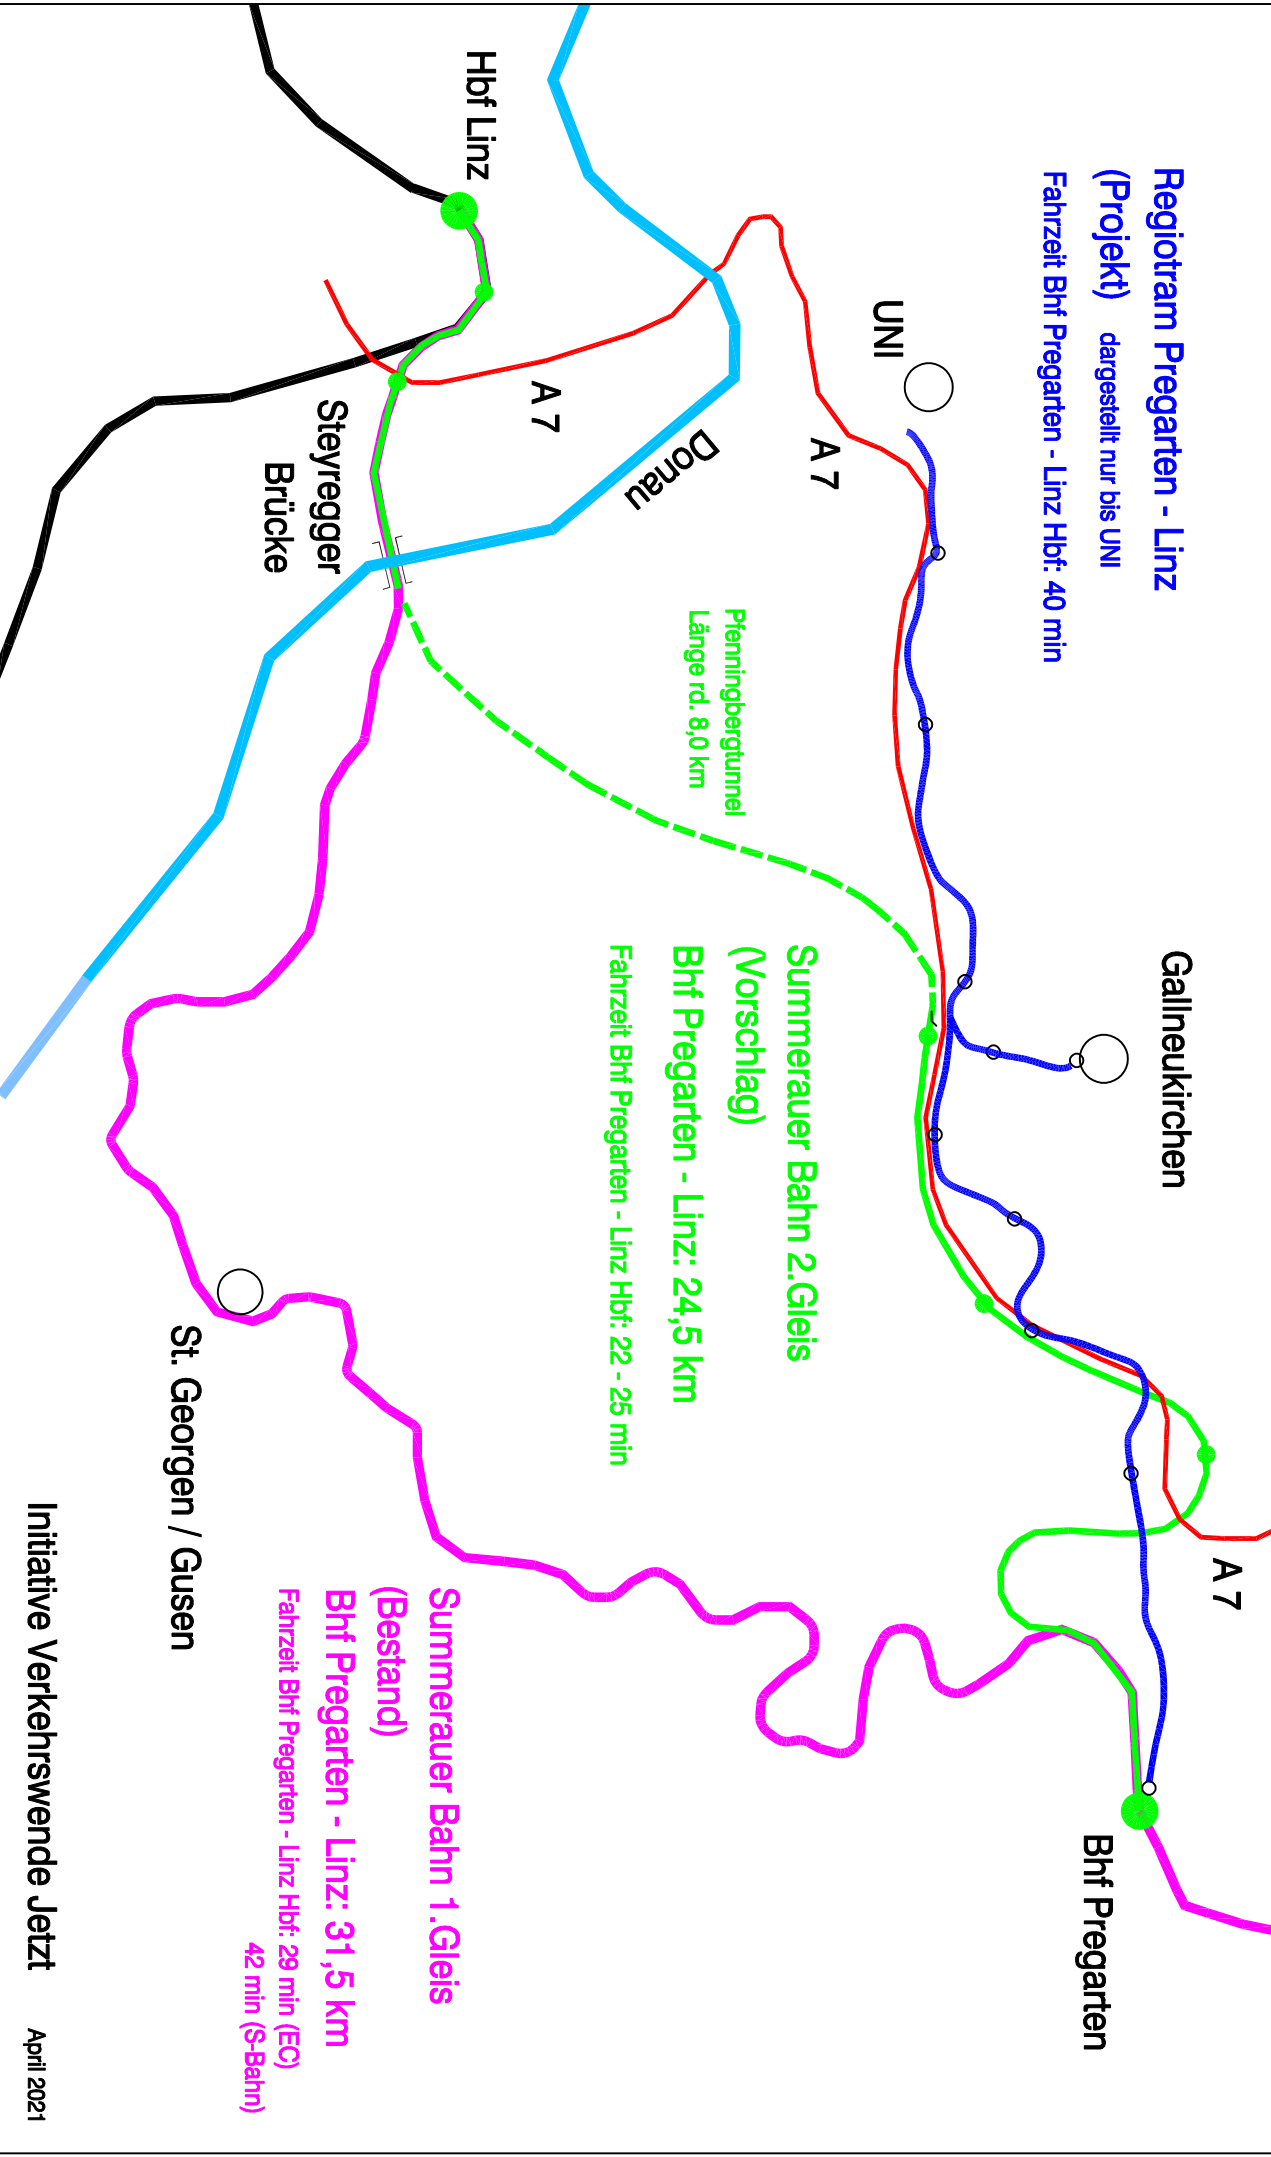 Regiotram Pregarten - Linz
(Projekt) dargestellt nur bis UNI
Fahrzeit Bhf Pregarten - Linz Hbf: 40 min
Gallneukirchen
A 7
Bhf Pregarten
UNI
A 7
Donau
Pfenningbergtunnel
Länge rd. 8,0 km
Summerauer Bahn 2.Gleis
(Vorschlag)
Bhf Pregarten - Linz: 24,5 km
Fahrzeit Bhf Pregarten - Linz Hbf: 22 - 25 min
A 7
Hbf Linz
Steyregger
Brücke
Summerauer Bahn 1.Gleis
(Bestand)
Bhf Pregarten - Linz: 31,5 km
Fahrzeit Bhf Pregarten - Linz Hbf: 29 min (EC)
42 min (S-Bahn)
St. Georgen / Gusen
Initiative Verkehrswende Jetzt April 2021